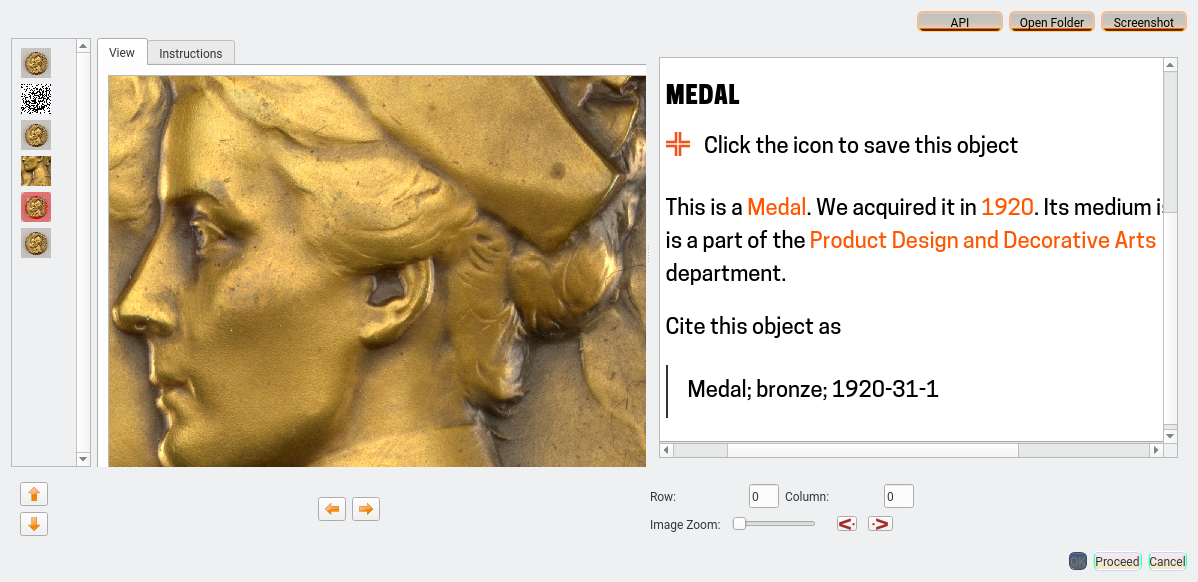 API Open Folder Screenshot
View Instructions
MEDAL
Click the icon to save this object
This is a Medal. We acquired it in 1920. Its medium is
is a part of the Product Design and Decorative Arts
department.
Cite this object as
Medal; bronze; 1920-31-1
Row: 0 Column: 0
Image Zoom: <· ·>
OK Proceed Cancel